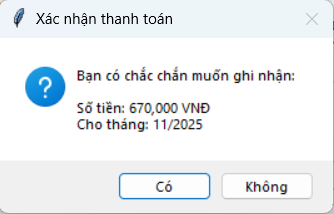 Xác nhận thanh toán
Bạn có chắc chắn muốn ghi nhận:
Số tiền: 670,000 VNĐ
Cho tháng: 11/2025
Có
Không